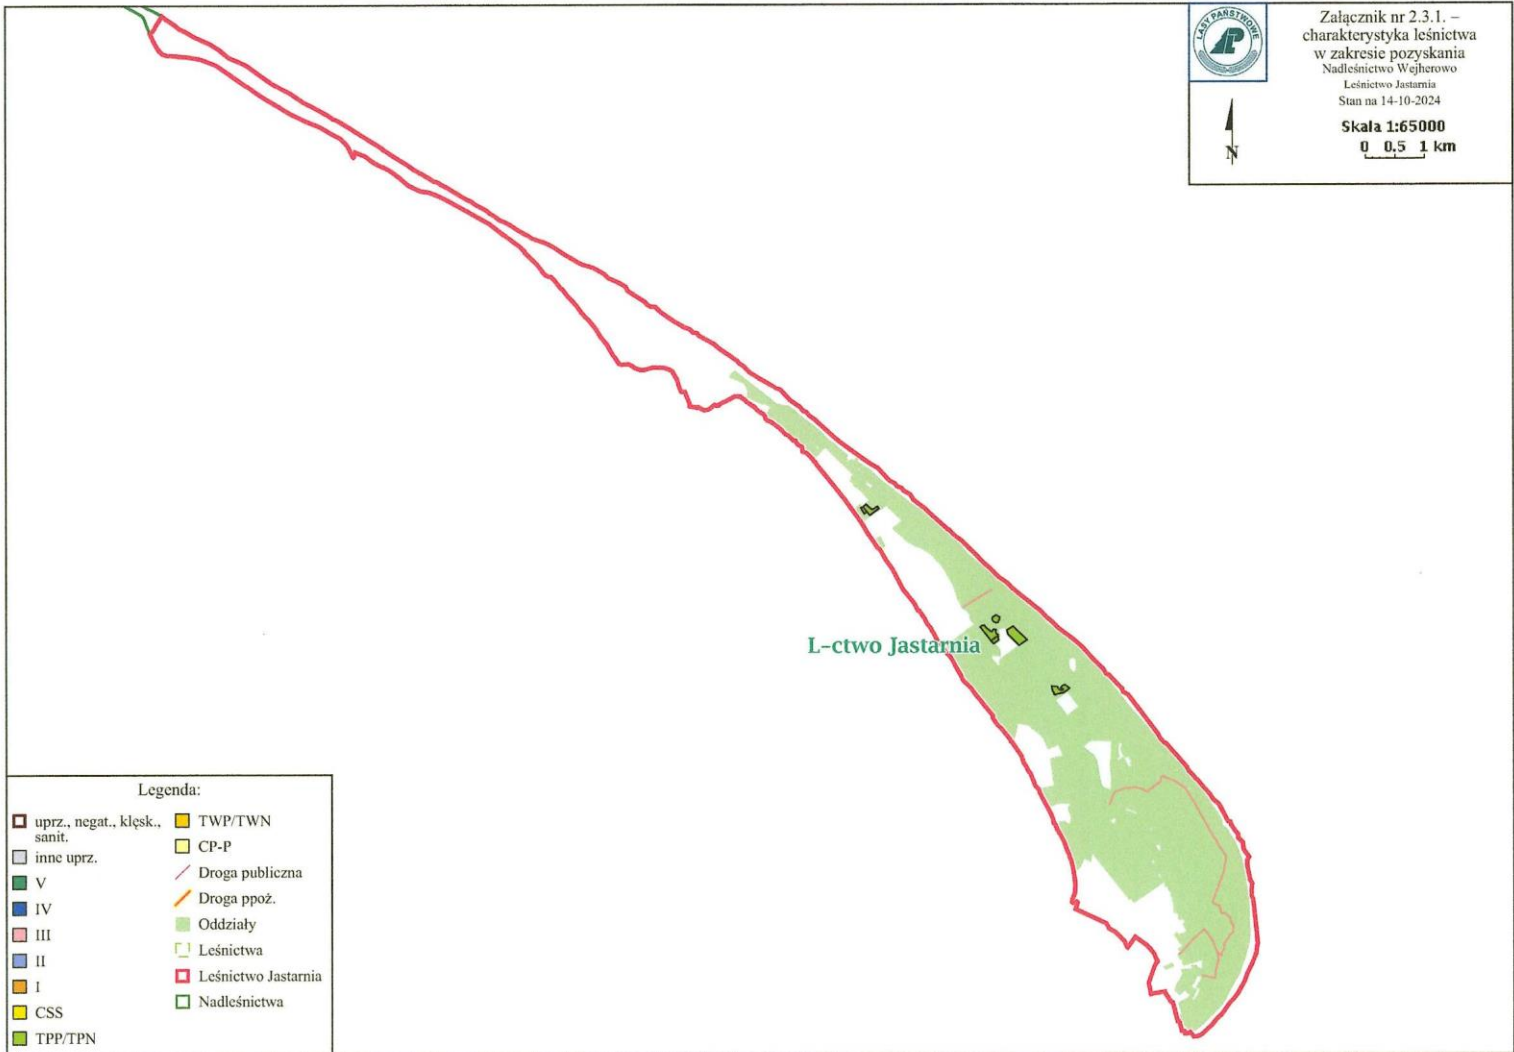 LASY PAŃSTWOWE
Załącznik nr 2.3.1. –
charakterystyka leśnictwa
w zakresie pozyskania
Nadleśnictwo Wejherowo
Leśnictwo Jastarnia
Stan na 14-10-2024
Skala 1:65000
0 0.5 1 km
N
L-ctwo Jastarnia
Legenda:
uprz., negat., klęsk.,
sanit.
inne uprz.
V
IV
III
II
I
CSS
TPP/TPN
TWP/TWN
CP-P
Droga publiczna
Droga ppoż.
Oddziały
Leśnictwa
Leśnictwo Jastarnia
Nadleśnictwa